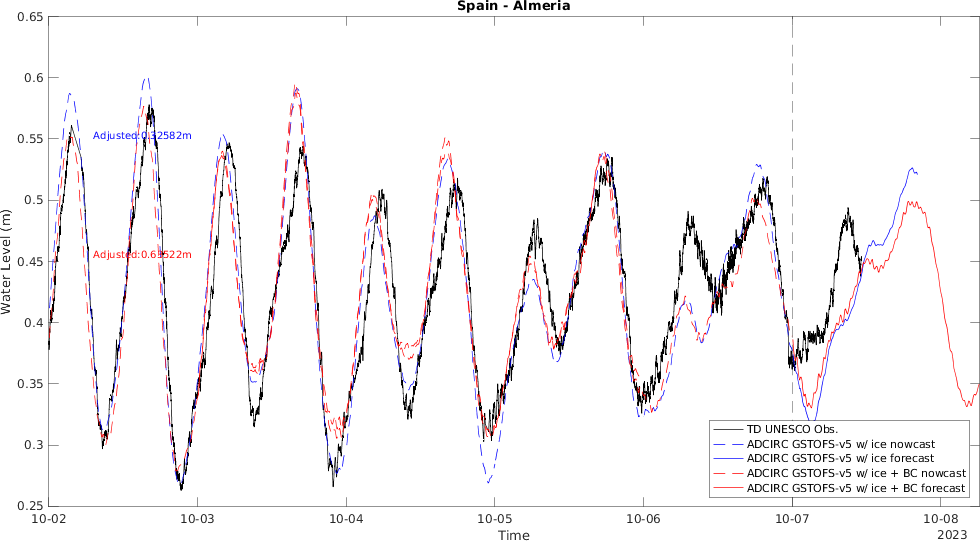 Spain - Almeria
0.65
0.6
0.55
0.5
0.45
0.4
0.35
0.3
0.25
Water Level (m)
Adjusted:0.32582m
Adjusted:0.61522m
TD UNESCO Obs.
ADCIRC GSTOFS-v5 w/ ice nowcast
ADCIRC GSTOFS-v5 w/ ice forecast
ADCIRC GSTOFS-v5 w/ ice + BC nowcast
ADCIRC GSTOFS-v5 w/ ice + BC forecast
10-02 10-03 10-04 10-05 10-06 10-07 10-08
Time
2023